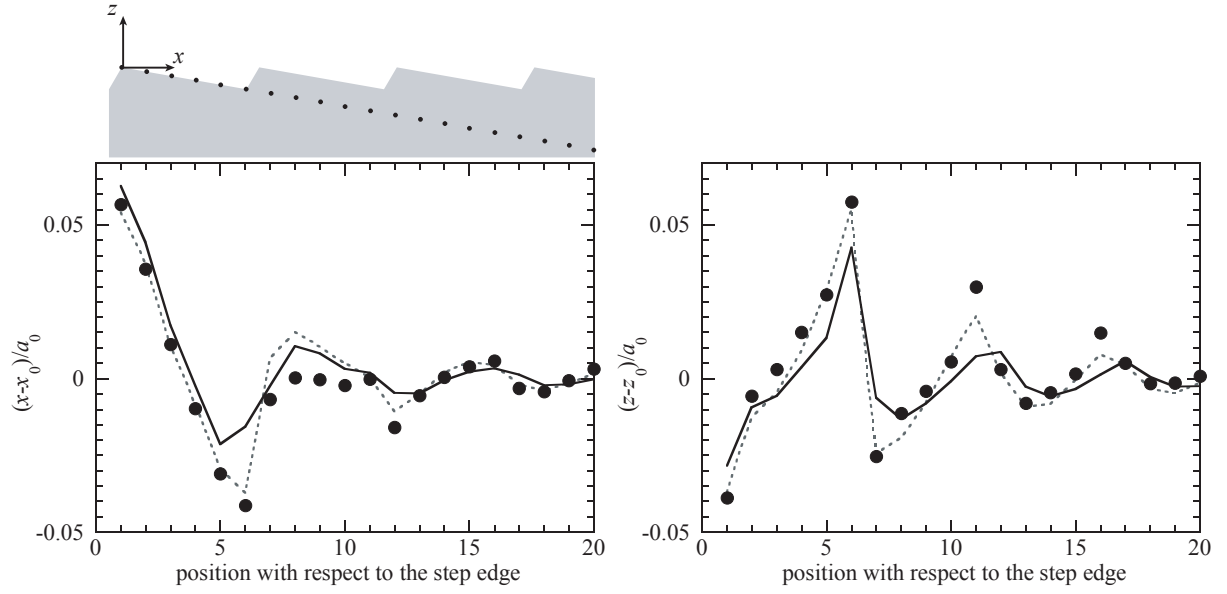 z
x
0.05
0
-0.05
(x-x₀)/a₀
0 5 10 15 20
position with respect to the step edge
0.05
0
-0.05
(z-z₀)/a₀
0 5 10 15 20
position with respect to the step edge